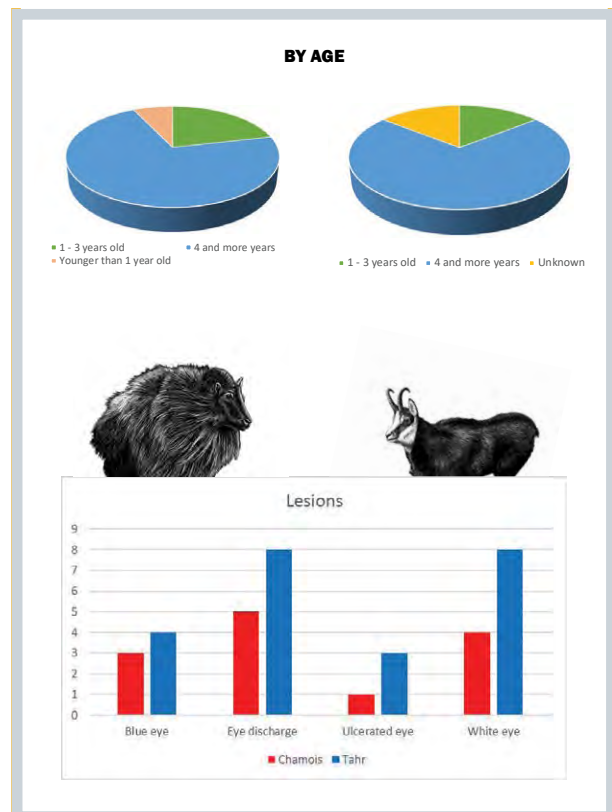 BY AGE
1 - 3 years old 4 and more years
Younger than 1 year old
1 - 3 years old 4 and more years Unknown
Lesions
9
8
7
6
5
4
3
2
1
0
Blue eye Eye discharge Ulcerated eye White eye
Chamois Tahr